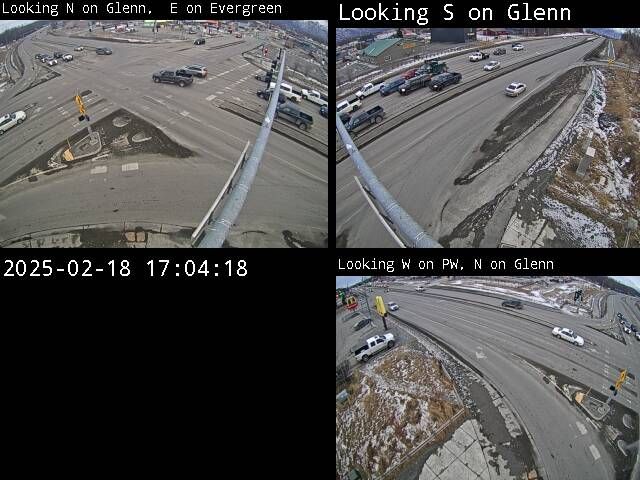 Looking N on Glenn,  E on Evergreen
Looking S on Glenn
2025-02-18 17:04:18
Looking W on PW, N on Glenn